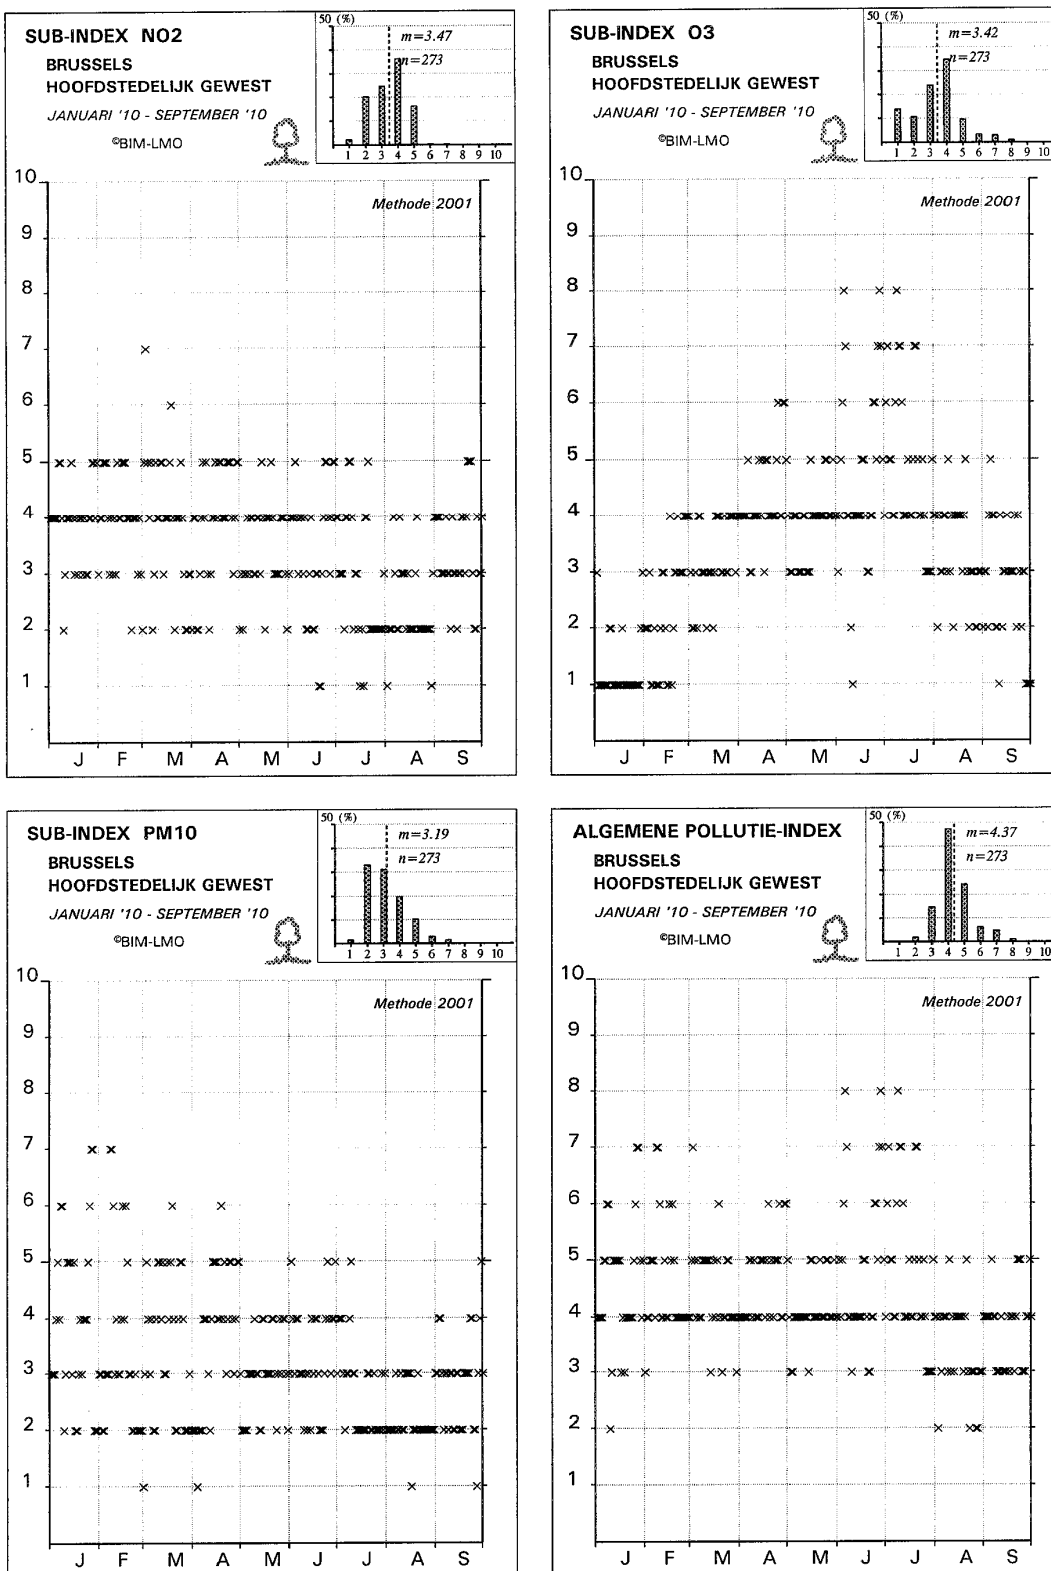 SUB-INDEX NO2
BRUSSELS
HOOFDSTEDELIJK GEWEST
JANUARI '10 - SEPTEMBER '10
©BIM-LMO
50 (%)
m=3.47
n=273
1 2 3 4 5 6 7 8 9 10
Methode 2001
10
9
8
7
6
5
4
3
2
1
J F M A M J J A S
SUB-INDEX O3
BRUSSELS
HOOFDSTEDELIJK GEWEST
JANUARI '10 - SEPTEMBER '10
©BIM-LMO
50 (%)
m=3.42
n=273
1 2 3 4 5 6 7 8 9 10
Methode 2001
10
9
8
7
6
5
4
3
2
1
J F M A M J J A S
SUB-INDEX PM10
BRUSSELS
HOOFDSTEDELIJK GEWEST
JANUARI '10 - SEPTEMBER '10
©BIM-LMO
50 (%)
m=3.19
n=273
1 2 3 4 5 6 7 8 9 10
Methode 2001
10
9
8
7
6
5
4
3
2
1
J F M A M J J A S
ALGEMENE POLLUTIE-INDEX
BRUSSELS
HOOFDSTEDELIJK GEWEST
JANUARI '10 - SEPTEMBER '10
©BIM-LMO
50 (%)
m=4.37
n=273
1 2 3 4 5 6 7 8 9 10
Methode 2001
10
9
8
7
6
5
4
3
2
1
J F M A M J J A S